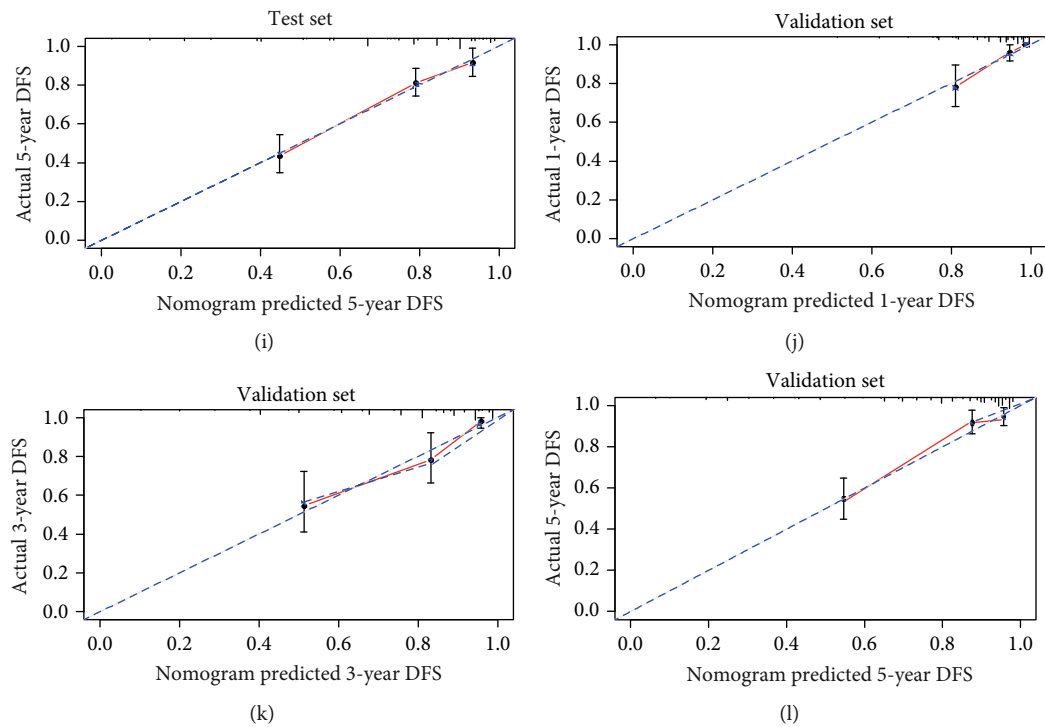 Test set
Actual 5-year DFS
1.0
0.8
0.6
0.4
0.2
0.0
0.0 0.2 0.4 0.6 0.8 1.0
Nomogram predicted 5-year DFS
(i)
Validation set
Actual 1-year DFS
1.0
0.8
0.6
0.4
0.2
0.0
0.0 0.2 0.4 0.6 0.8 1.0
Nomogram predicted 1-year DFS
(j)
Validation set
Actual 3-year DFS
1.0
0.8
0.6
0.4
0.2
0.0
0.0 0.2 0.4 0.6 0.8 1.0
Nomogram predicted 3-year DFS
(k)
Validation set
Actual 5-year DFS
1.0
0.8
0.6
0.4
0.2
0.0
0.0 0.2 0.4 0.6 0.8 1.0
Nomogram predicted 5-year DFS
(l)